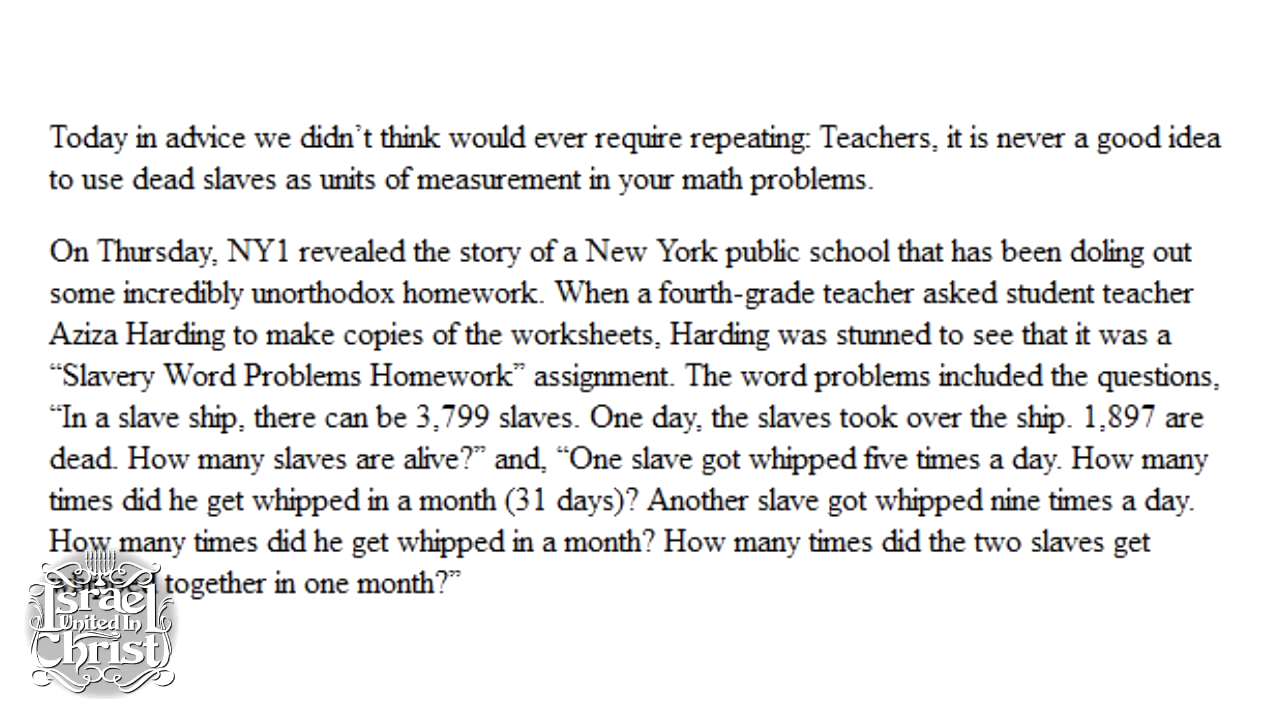 Today in advice we didn’t think would ever require repeating: Teachers, it is never a good idea
to use dead slaves as units of measurement in your math problems.
On Thursday, NY1 revealed the story of a New York public school that has been doling out
some incredibly unorthodox homework. When a fourth-grade teacher asked student teacher
Aziza Harding to make copies of the worksheets, Harding was stunned to see that it was a
“Slavery Word Problems Homework” assignment. The word problems included the questions,
“In a slave ship, there can be 3,799 slaves. One day, the slaves took over the ship. 1,897 are
dead. How many slaves are alive?” and, “One slave got whipped five times a day. How many
times did he get whipped in a month (31 days)? Another slave got whipped nine times a day.
How many times did he get whipped in a month? How many times did the two slaves get
whipped together in one month?”
Israel
United In
Christ